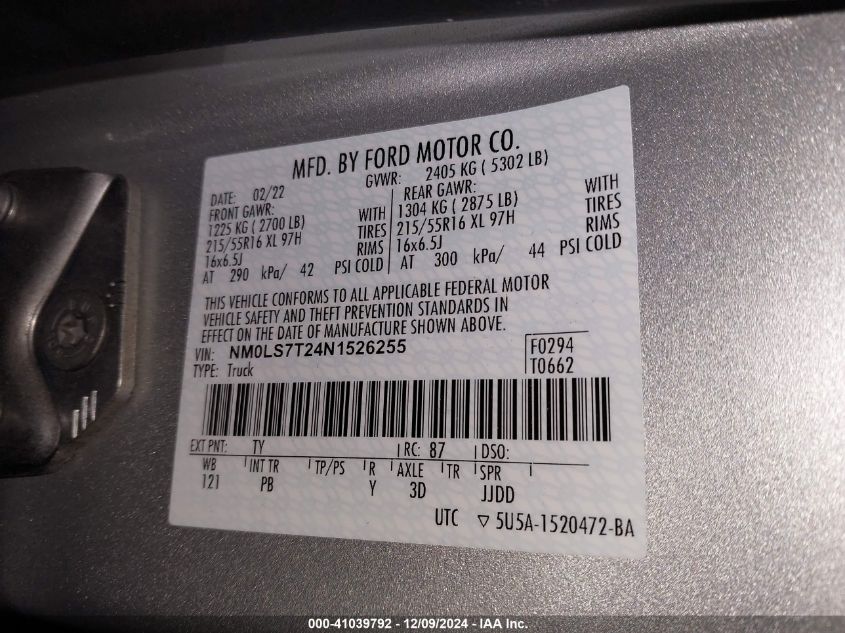 MFD. BY FORD MOTOR CO.
DATE: 02/22 GVWR: 2405 KG ( 5302 LB)
FRONT GAWR: REAR GAWR:
1225 KG ( 2700 LB) WITH 1304 KG ( 2875 LB) WITH
215/55R16 XL 97H TIRES 215/55R16 XL 97H TIRES
16x6.5J RIMS 16x6.5J RIMS
AT 290 kPa/ 42 PSI COLD AT 300 kPa/ 44 PSI COLD
THIS VEHICLE CONFORMS TO ALL APPLICABLE FEDERAL MOTOR
VEHICLE SAFETY AND THEFT PREVENTION STANDARDS IN
EFFECT ON THE DATE OF MANUFACTURE SHOWN ABOVE.
VIN: NM0LS7T24N1526255 F0294
TYPE: Truck T0662
EXT PNT: TY RC: 87 DSO:
WB INT TR TP/PS R AXLE TR SPR
121 PB Y 3D JJDD
UTC ▽ 5U5A-1520472-BA
000-41039792 - 12/09/2024 - IAA Inc.